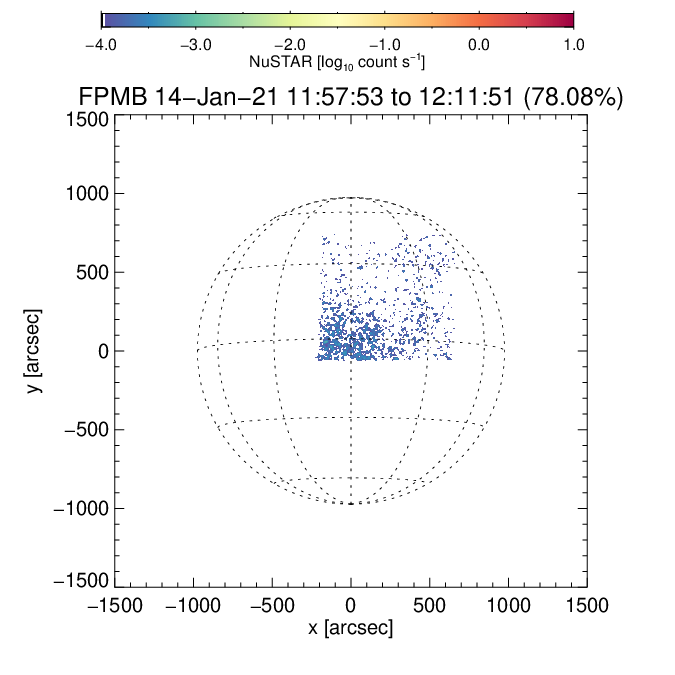 −4.0 −3.0 −2.0 −1.0 0.0 1.0
NuSTAR [log₁₀ count s⁻¹]
FPMB 14−Jan−21 11:57:53 to 12:11:51 (78.08%)
1500
1000
500
0
−500
−1000
−1500
y [arcsec]
−1500 −1000 −500 0 500 1000 1500
x [arcsec]